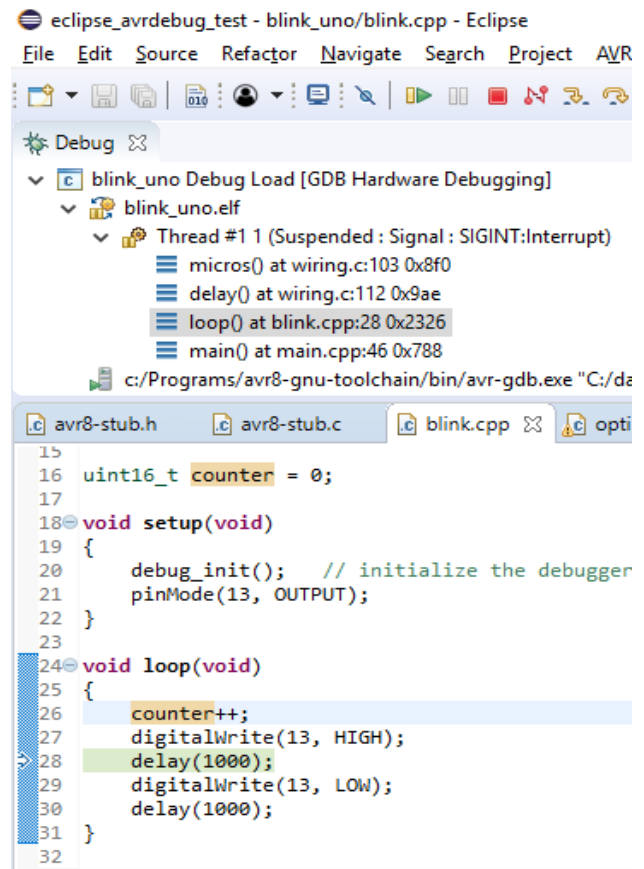 eclipse_avrdebug_test - blink_uno/blink.cpp - Eclipse
File Edit Source Refactor Navigate Search Project AVR
010
Debug
blink_uno Debug Load [GDB Hardware Debugging]
blink_uno.elf
Thread #1 1 (Suspended : Signal : SIGINT:Interrupt)
micros() at wiring.c:103 0x8f0
delay() at wiring.c:112 0x9ae
loop() at blink.cpp:28 0x2326
main() at main.cpp:46 0x788
c:/Programs/avr8-gnu-toolchain/bin/avr-gdb.exe "C:/da
avr8-stub.h avr8-stub.c blink.cpp opti
15
16 uint16_t counter = 0;
17
18 void setup(void)
19 {
20 debug_init(); // initialize the debugger
21 pinMode(13, OUTPUT);
22 }
23
24 void loop(void)
25 {
26 counter++;
27 digitalWrite(13, HIGH);
28 delay(1000);
29 digitalWrite(13, LOW);
30 delay(1000);
31 }
32